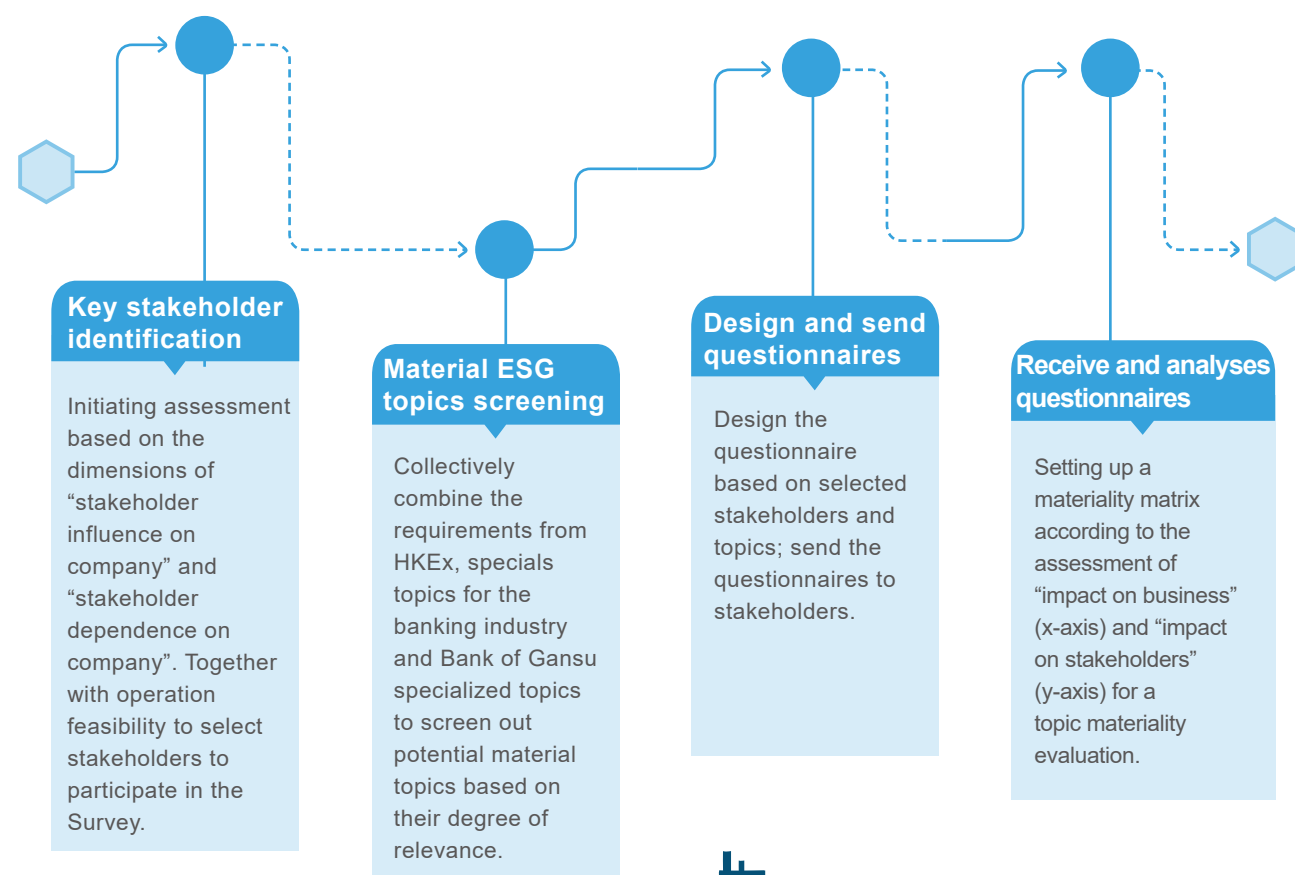 Key stakeholder
identification
Initiating assessment
based on the
dimensions of
“stakeholder
influence on
company” and
“stakeholder
dependence on
company”. Together
with operation
feasibility to select
stakeholders to
participate in the
Survey.
Material ESG
topics screening
Collectively
combine the
requirements from
HKEx, specials
topics for the
banking industry
and Bank of Gansu
specialized topics
to screen out
potential material
topics based on
their degree of
relevance.
Design and send
questionnaires
Design the
questionnaire
based on selected
stakeholders and
topics; send the
questionnaires to
stakeholders.
Receive and analyses
questionnaires
Setting up a
materiality matrix
according to the
assessment of
“impact on business”
(x-axis) and “impact
on stakeholders”
(y-axis) for a
topic materiality
evaluation.